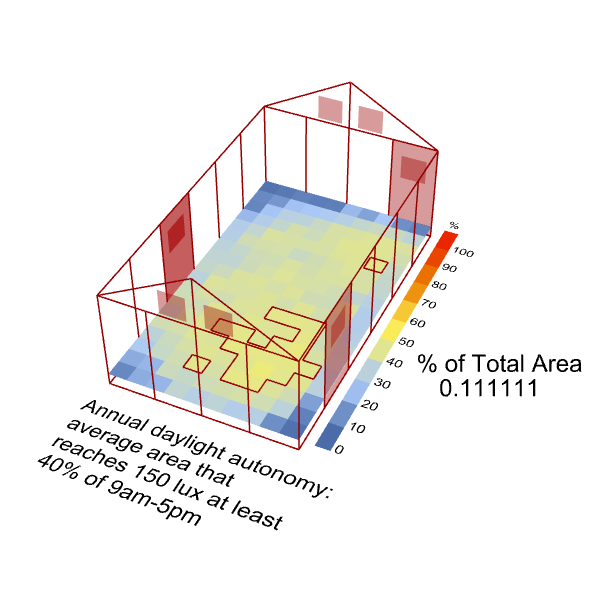 %
100
90
80
70
60
50
40
30
20
10
0
% of Total Area
0.111111
Annual daylight autonomy:
average area that
reaches 150 lux at least
40% of 9am-5pm